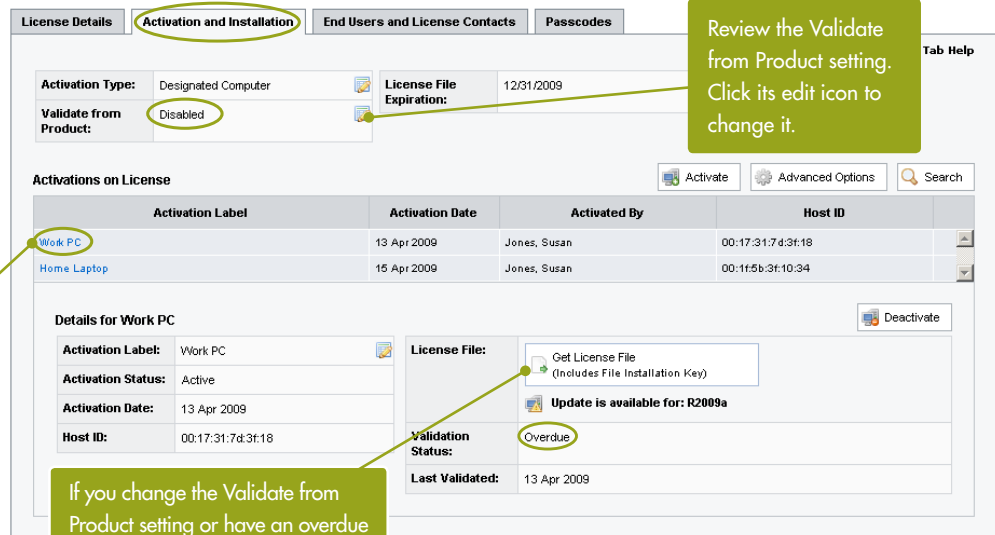 License Details
Activation and Installation
End Users and License Contacts
Passcodes
Tab Help
Review the Validate
from Product setting.
Click its edit icon to
change it.
Activation Type:
Designated Computer
License File
Expiration:
12/31/2009
Validate from
Product:
Disabled
Activations on License
Activate
Advanced Options
Search
Activation Label
Activation Date
Activated By
Host ID
Work PC
13 Apr 2009
Jones, Susan
00:17:31:7d:3f:18
Home Laptop
15 Apr 2009
Jones, Susan
00:1f:5b:3f:10:34
Details for Work PC
Deactivate
Activation Label:
Work PC
Activation Status:
Active
Activation Date:
13 Apr 2009
Host ID:
00:17:31:7d:3f:18
License File:
Get License File
(Includes File Installation Key)
Update is available for: R2009a
Validation
Status:
Overdue
Last Validated:
13 Apr 2009
If you change the Validate from
Product setting or have an overdue